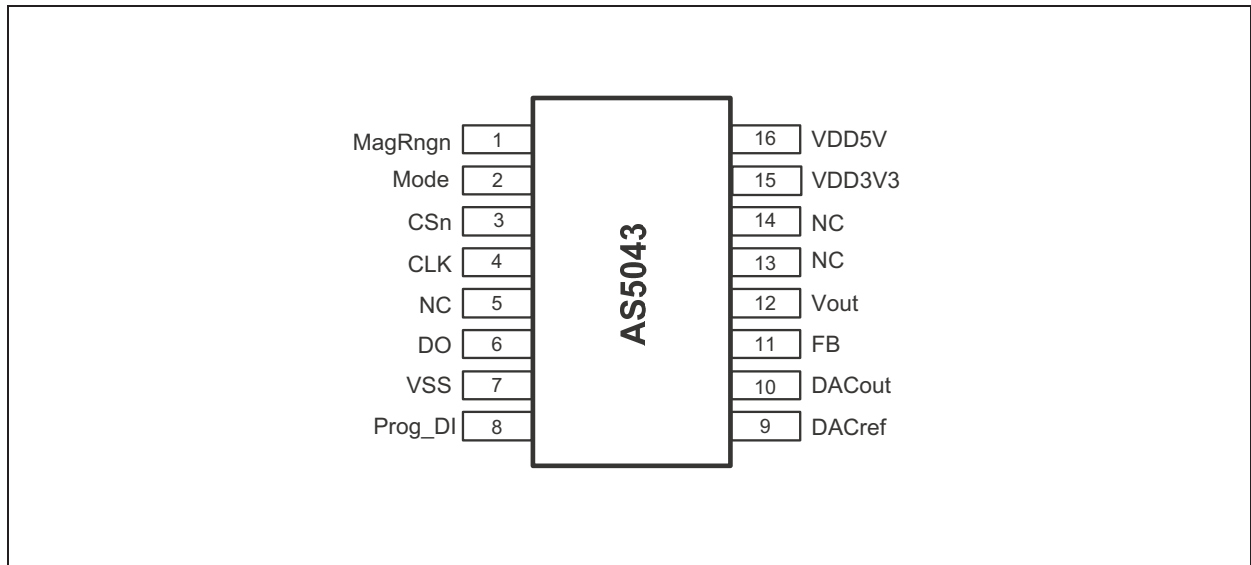 MagRngn 1
Mode 2
CSn 3
CLK 4
NC 5
DO 6
VSS 7
Prog_DI 8
AS5043
16 VDD5V
15 VDD3V3
14 NC
13 NC
12 Vout
11 FB
10 DACout
9 DACref